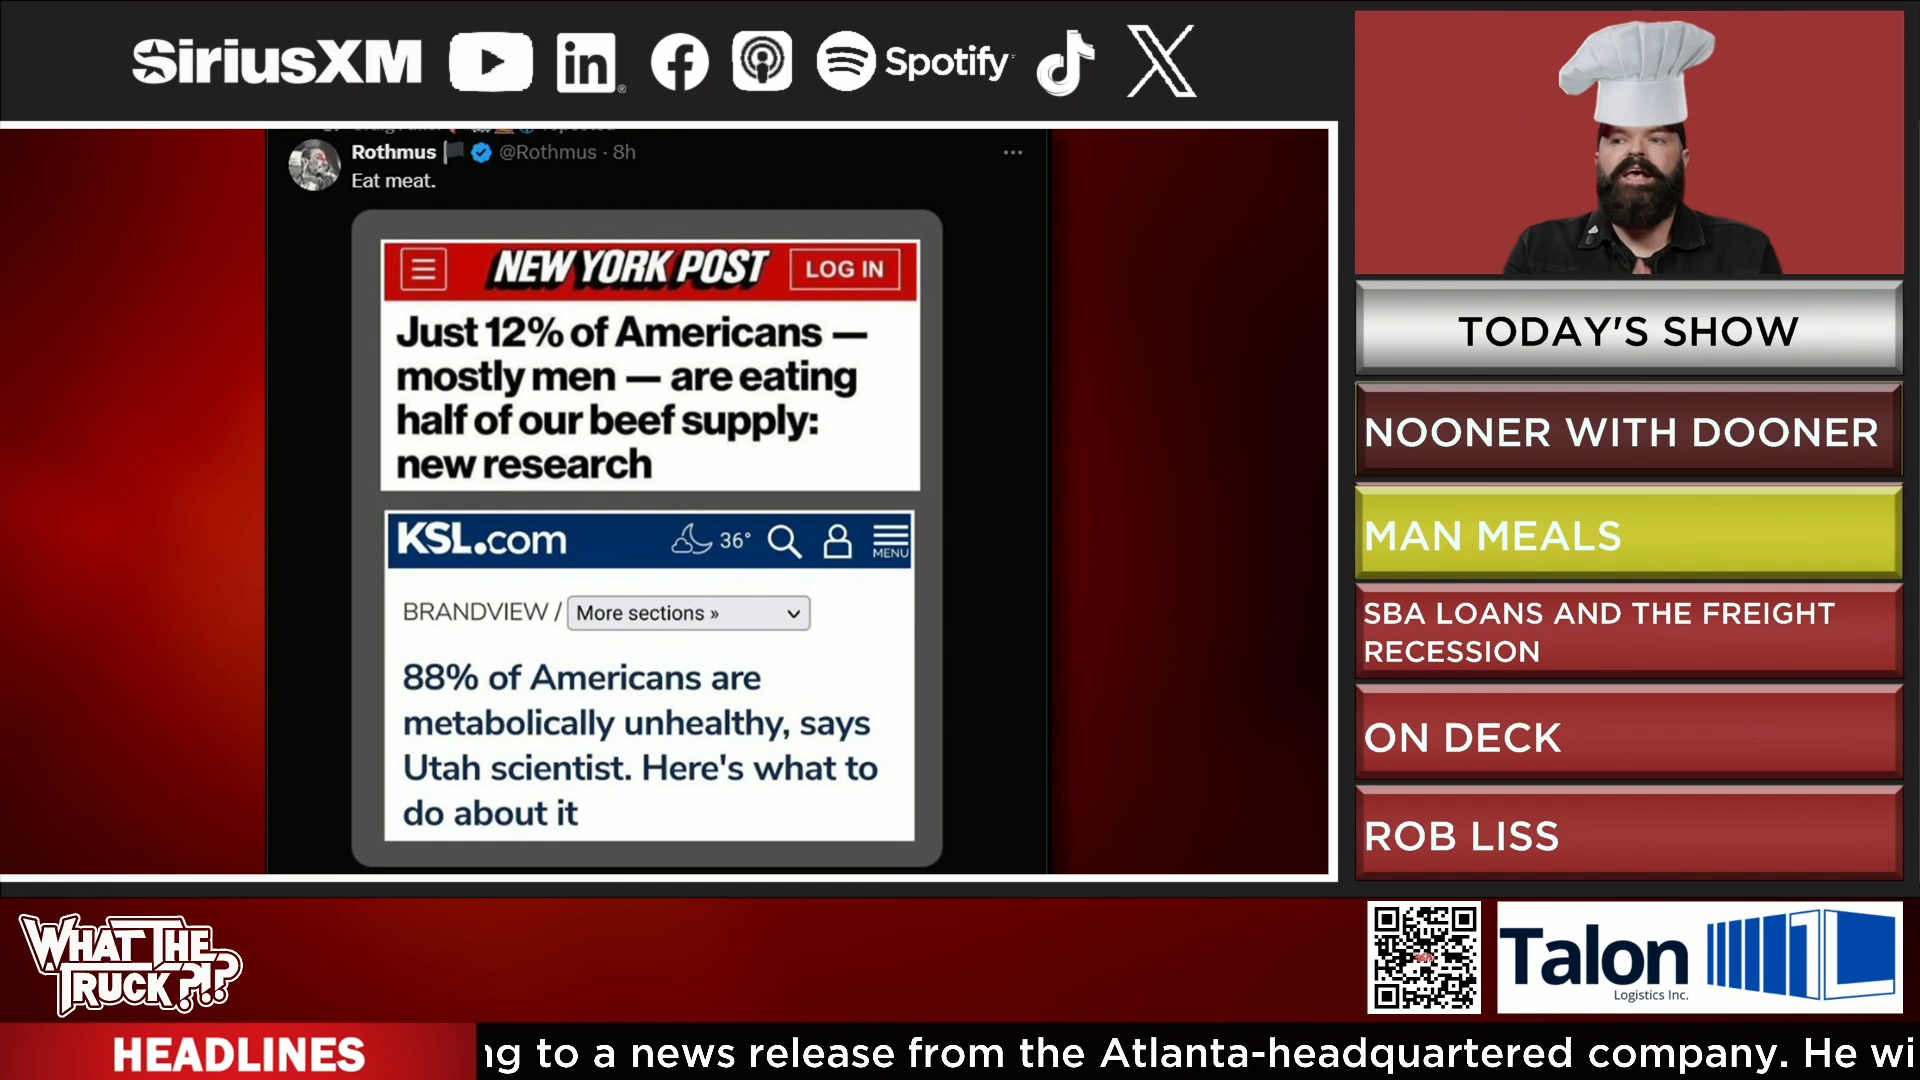 SiriusXM
in
Spotify
Rothmus @Rothmus · 8h
Eat meat.
NEW YORK POST
LOG IN
Just 12% of Americans —
mostly men — are eating
half of our beef supply:
new research
KSL.com
36°
MENU
BRANDVIEW / More sections »
88% of Americans are
metabolically unhealthy, says
Utah scientist. Here's what to
do about it
TODAY'S SHOW
NOONER WITH DOONER
MAN MEALS
SBA LOANS AND THE FREIGHT
RECESSION
ON DECK
ROB LISS
WHAT THE
TRUCK?!?
Talon
Logistics Inc.
HEADLINES
to a news release from the Atlanta-headquartered company. He